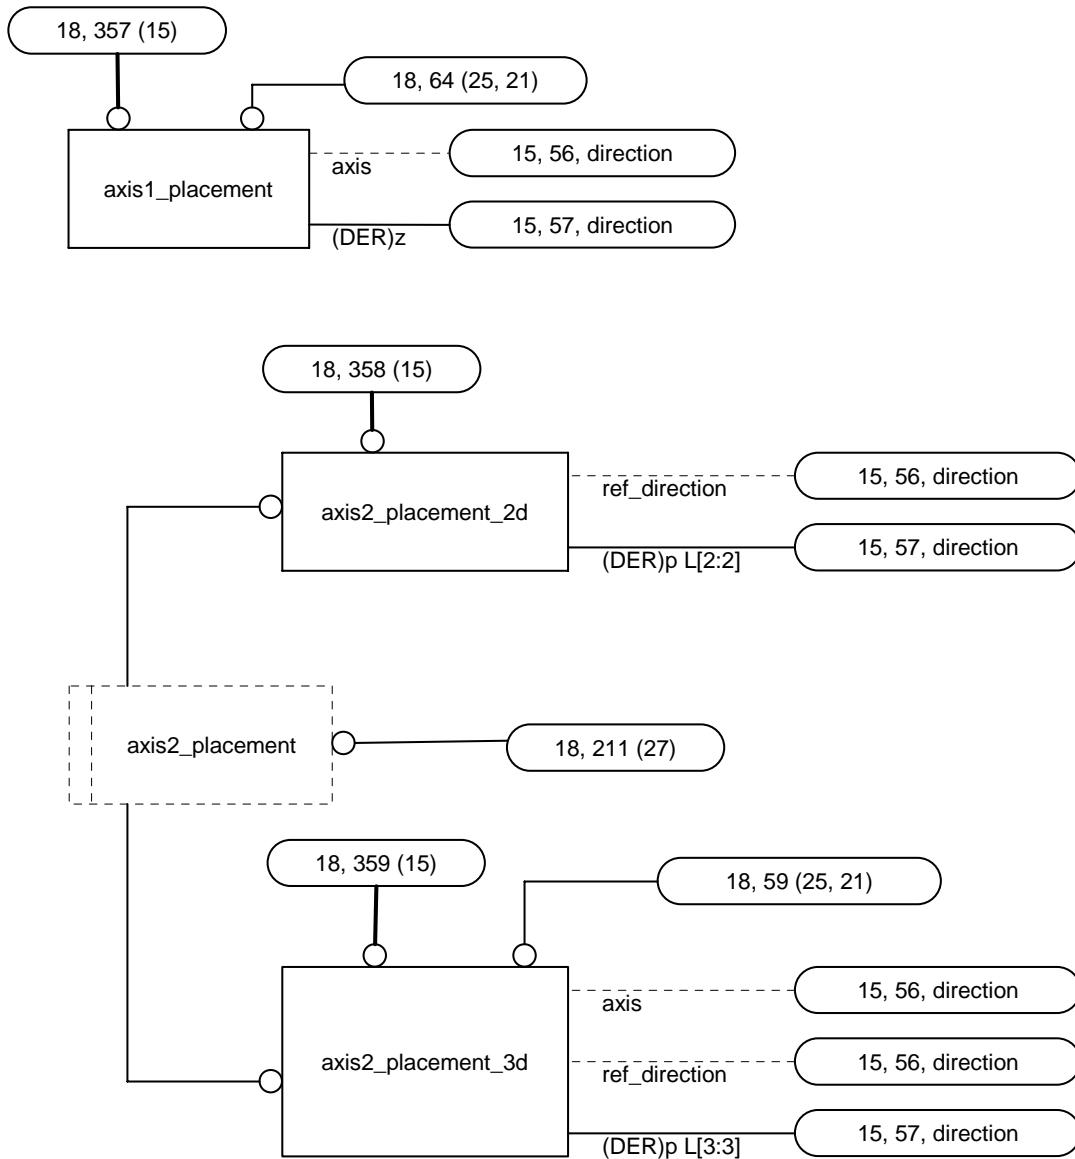 18, 357 (15)
18, 64 (25, 21)
axis1_placement
axis
15, 56, direction
(DER)z
15, 57, direction
18, 358 (15)
axis2_placement_2d
ref_direction
15, 56, direction
(DER)p L[2:2]
15, 57, direction
axis2_placement
18, 211 (27)
18, 359 (15)
18, 59 (25, 21)
axis2_placement_3d
axis
15, 56, direction
ref_direction
15, 56, direction
(DER)p L[3:3]
15, 57, direction